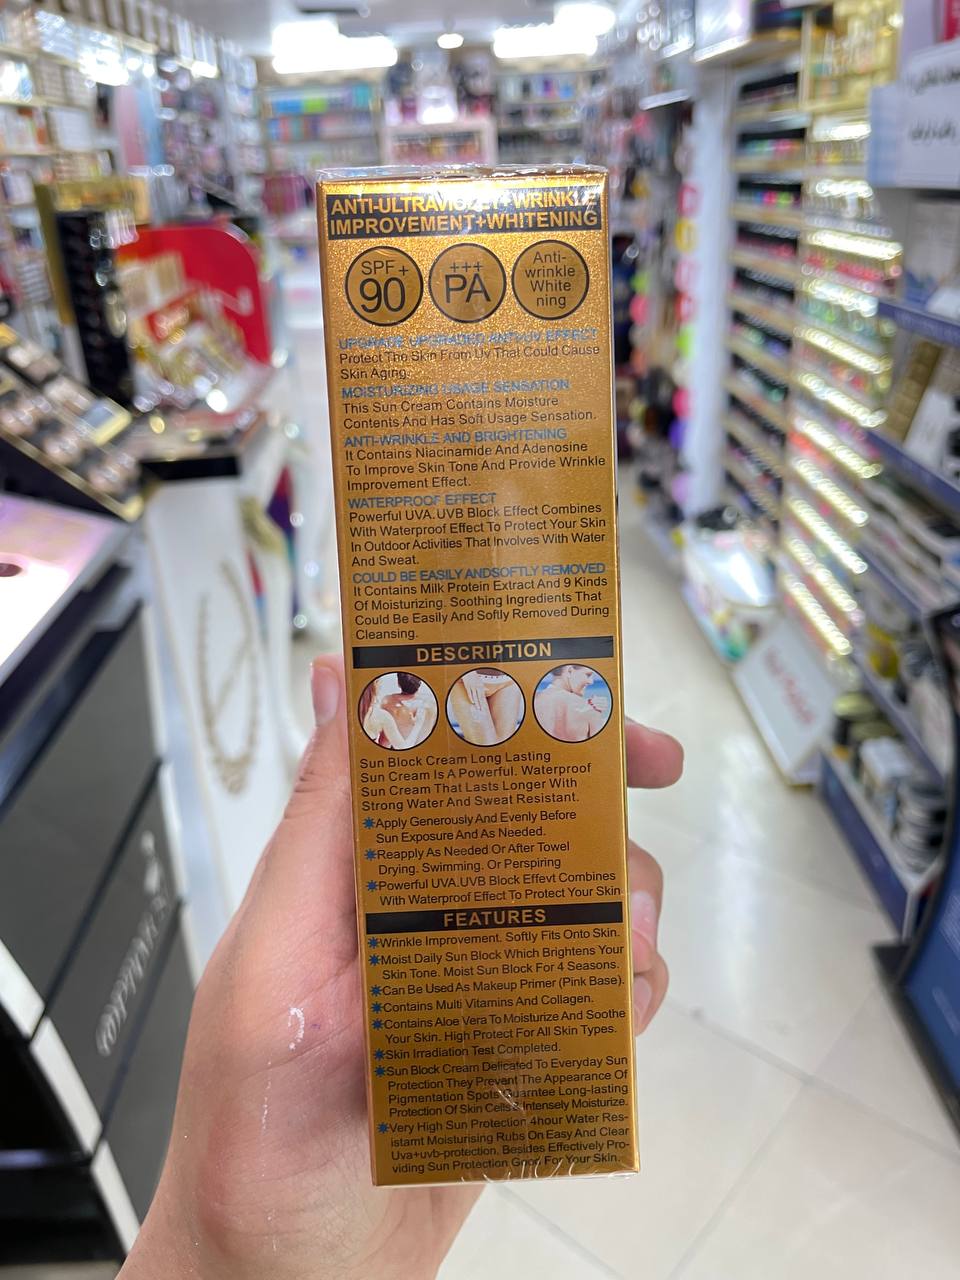 ANTI-ULTRAVIOLET+WRINKLE
IMPROVEMENT+WHITENING
SPF+
90
+++
PA
Anti-
wrinkle
White
ning
UPGRADE UPGRADED ANTI-UV EFFECT
Protect The Skin From Uv That Could Cause
Skin Aging.
MOISTURIZING USAGE SENSATION
This Sun Cream Contains Moisture
Contents And Has Soft Usage Sensation.
ANTI-WRINKLE AND BRIGHTENING
It Contains Niacinamide And Adenosine
To Improve Skin Tone And Provide Wrinkle
Improvement Effect.
WATERPROOF EFFECT
Powerful UVA.UVB Block Effect Combines
With Waterproof Effect To Protect Your Skin
In Outdoor Activities That Involves With Water
And Sweat.
COULD BE EASILY ANDSOFTLY REMOVED
It Contains Milk Protein Extract And 9 Kinds
Of Moisturizing. Soothing Ingredients That
Could Be Easily And Softly Removed During
Cleansing.
DESCRIPTION
Sun Block Cream Long Lasting
Sun Cream Is A Powerful. Waterproof
Sun Cream That Lasts Longer With
Strong Water And Sweat Resistant.
Apply Generously And Evenly Before
Sun Exposure And As Needed.
Reapply As Needed Or After Towel
Drying. Swimming. Or Perspiring
Powerful UVA.UVB Block Effevt Combines
With Waterproof Effect To Protect Your Skin
FEATURES
Wrinkle Improvement. Softly Fits Onto Skin.
Moist Daily Sun Block Which Brightens Your
Skin Tone. Moist Sun Block For 4 Seasons.
Can Be Used As Makeup Primer (Pink Base).
Contains Multi Vitamins And Collagen.
Contains Aloe Vera To Moisturize And Soothe
Your Skin. High Protect For All Skin Types.
Skin Irradiation Test Completed.
Sun Block Cream Delicated To Everyday Sun
Protection They Prevent The Appearance Of
Pigmentation Spots Guarntee Long-lasting
Protection Of Skin Cells & Intensely Moisturize.
Very High Sun Protection 4hour Water Res-
istamt Moisturising Rubs On Easy And Clear
Uva+uvb-protection. Besides Effectively Pro-
viding Sun Protection Good For Your Skin.